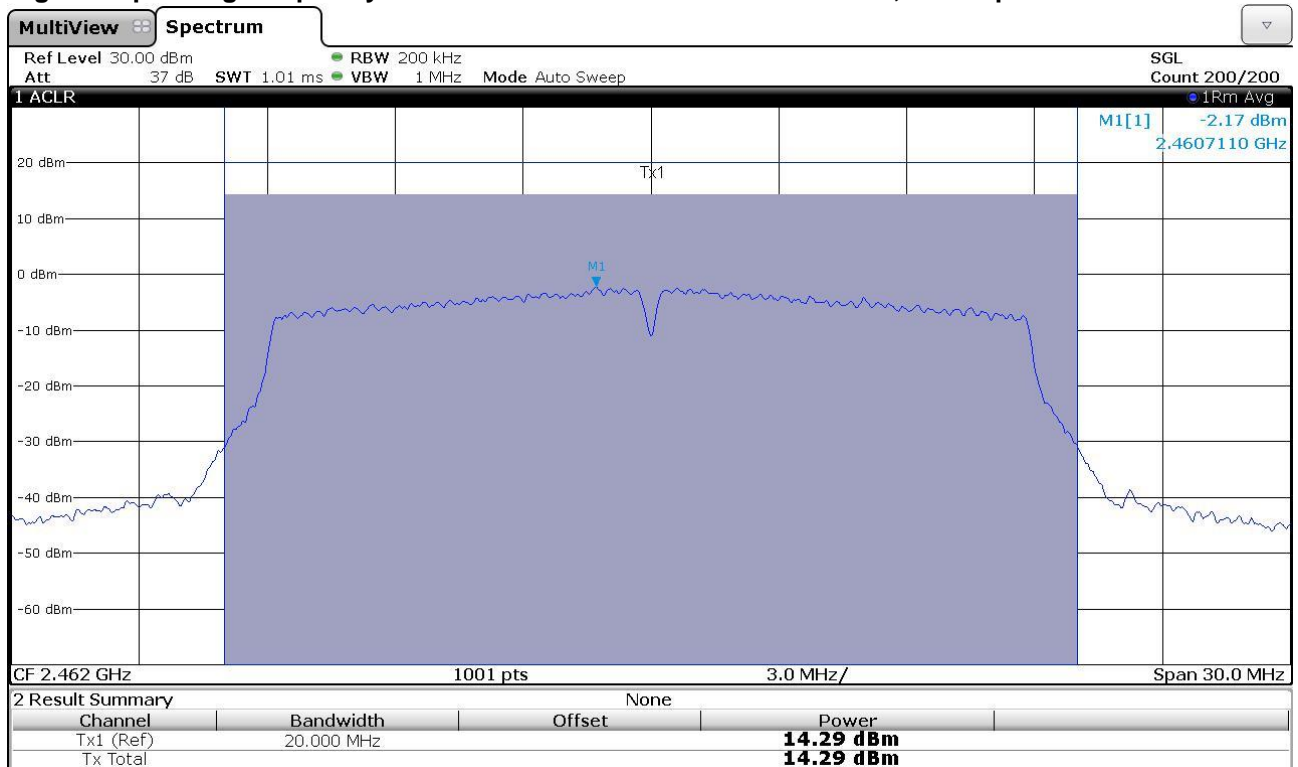 MultiView Spectrum
Ref Level 30.00 dBm RBW 200 kHz SGL
Att 37 dB SWT 1.01 ms VBW 1 MHz Mode Auto Sweep Count 200/200
1 ACLR 1Rm Avg
M1[1] -2.17 dBm
2.4607110 GHz
20 dBm
Tx1
10 dBm
0 dBm
M1
-10 dBm
-20 dBm
-30 dBm
-40 dBm
-50 dBm
-60 dBm
CF 2.462 GHz 1001 pts 3.0 MHz/ Span 30.0 MHz
2 Result Summary None
Channel Bandwidth Offset Power
Tx1 (Ref) 20.000 MHz 14.29 dBm
Tx Total 14.29 dBm